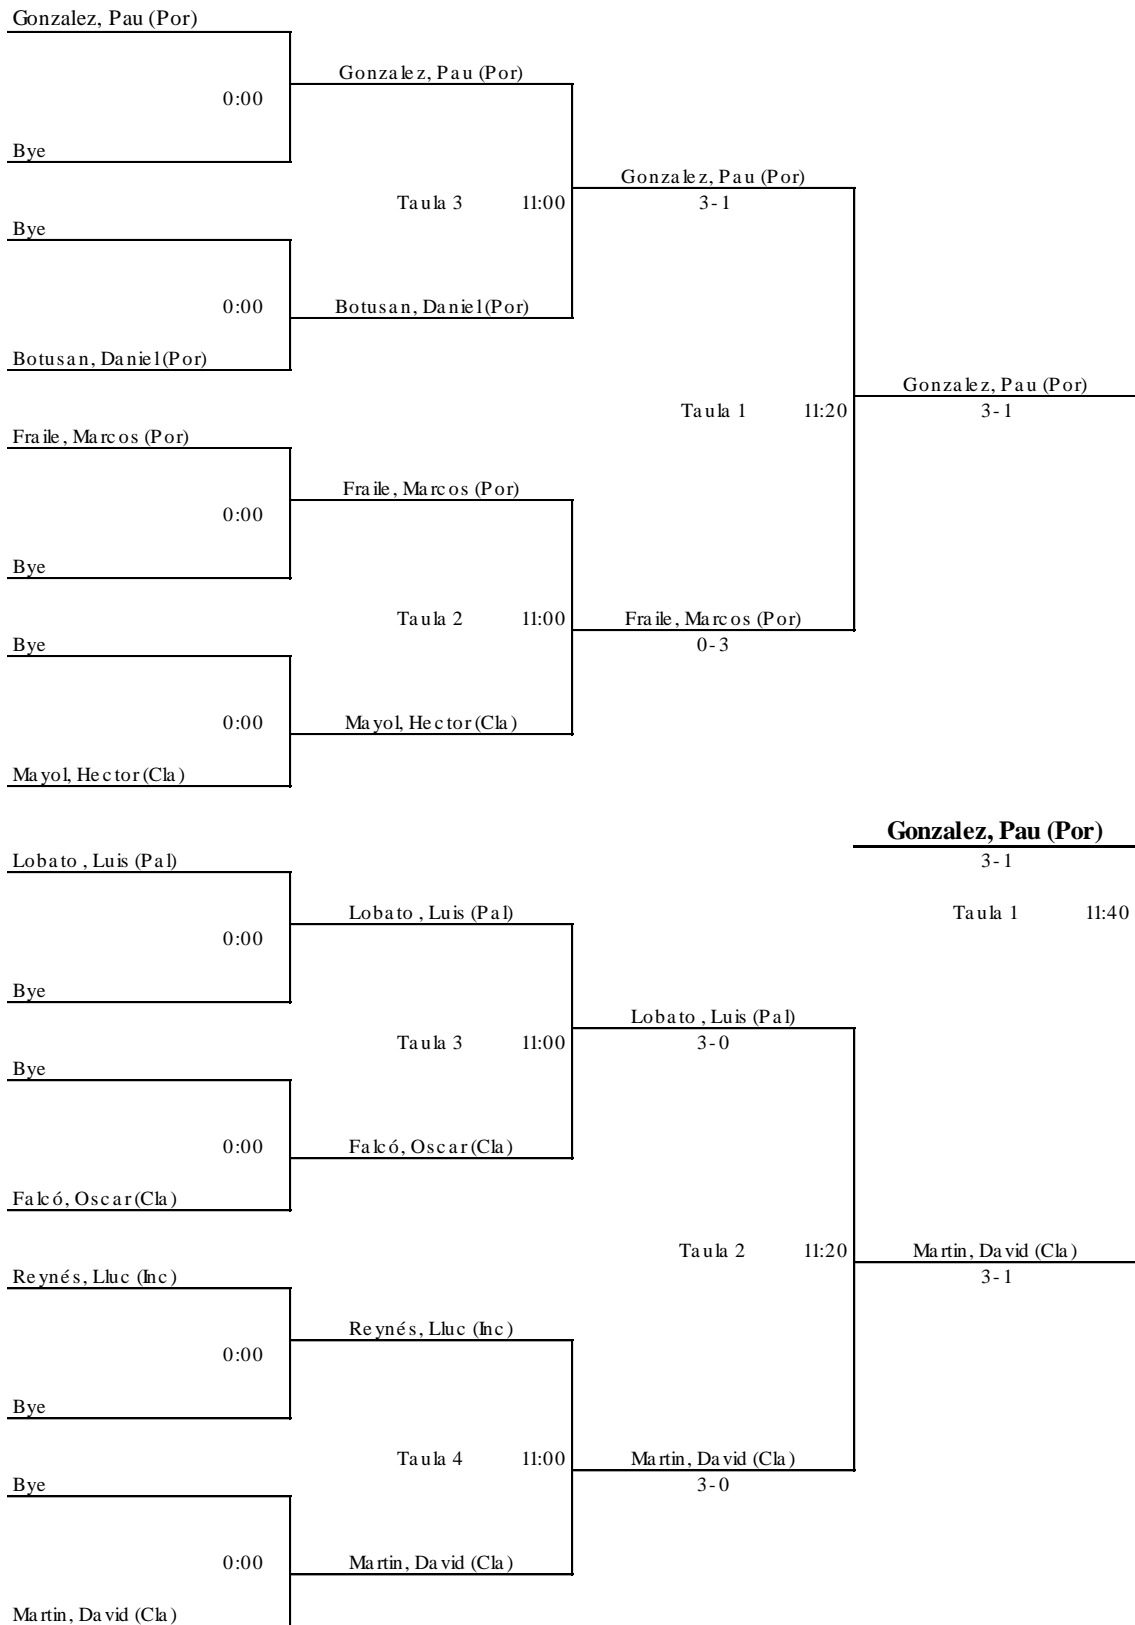 Gonzalez, Pau (Por)
Gonzalez, Pau (Por)
0:00
Bye
Gonzalez, Pau (Por)
Taula 3 11:00 3-1
Bye
0:00 Botusan, Daniel (Por)
Botusan, Daniel (Por)
Gonzalez, Pau (Por)
Taula 1 11:20 3-1
Fraile, Marcos (Por)
Fraile, Marcos (Por)
0:00
Bye
Taula 2 11:00 Fraile, Marcos (Por)
Bye 0-3
0:00 Mayol, Hector (Cla)
Mayol, Hector (Cla)
Gonzalez, Pau (Por)
Lobato , Luis (Pal) 3-1
Lobato , Luis (Pal) Taula 1 11:40
0:00
Bye
Lobato , Luis (Pal)
Taula 3 11:00 3-0
Bye
0:00 Falcó, Oscar (Cla)
Falcó, Oscar (Cla)
Taula 2 11:20 Martin, David (Cla)
Reynés, Lluc (Inc) 3-1
Reynés, Lluc (Inc)
0:00
Bye
Taula 4 11:00 Martin, David (Cla)
Bye 3-0
0:00 Martin, David (Cla)
Martin, David (Cla)